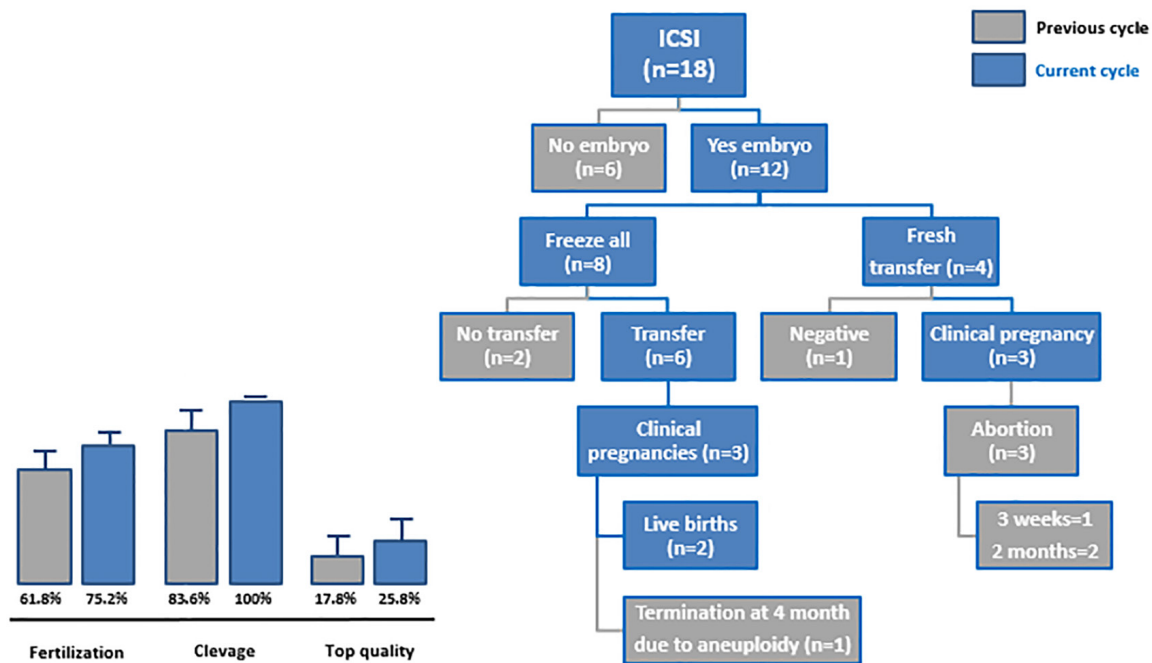 ICSI
(n=18)
Previous cycle
Current cycle
No embryo
(n=6)
Yes embryo
(n=12)
Freeze all
(n=8)
Fresh
transfer (n=4)
No transfer
(n=2)
Transfer
(n=6)
Negative
(n=1)
Clinical pregnancy
(n=3)
Clinical
pregnancies (n=3)
Abortion
(n=3)
Live births
(n=2)
3 weeks=1
2 months=2
Termination at 4 month
due to aneuploidy (n=1)
61.8% 75.2% 83.6% 100% 17.8% 25.8%
Fertilization Clevage Top quality